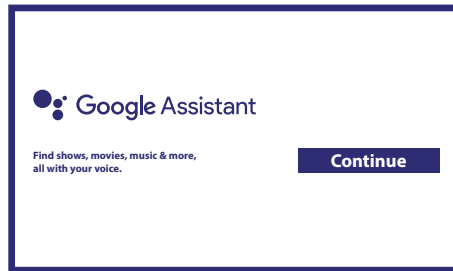 Google Assistant
Find shows, movies, music & more,
all with your voice.
Continue